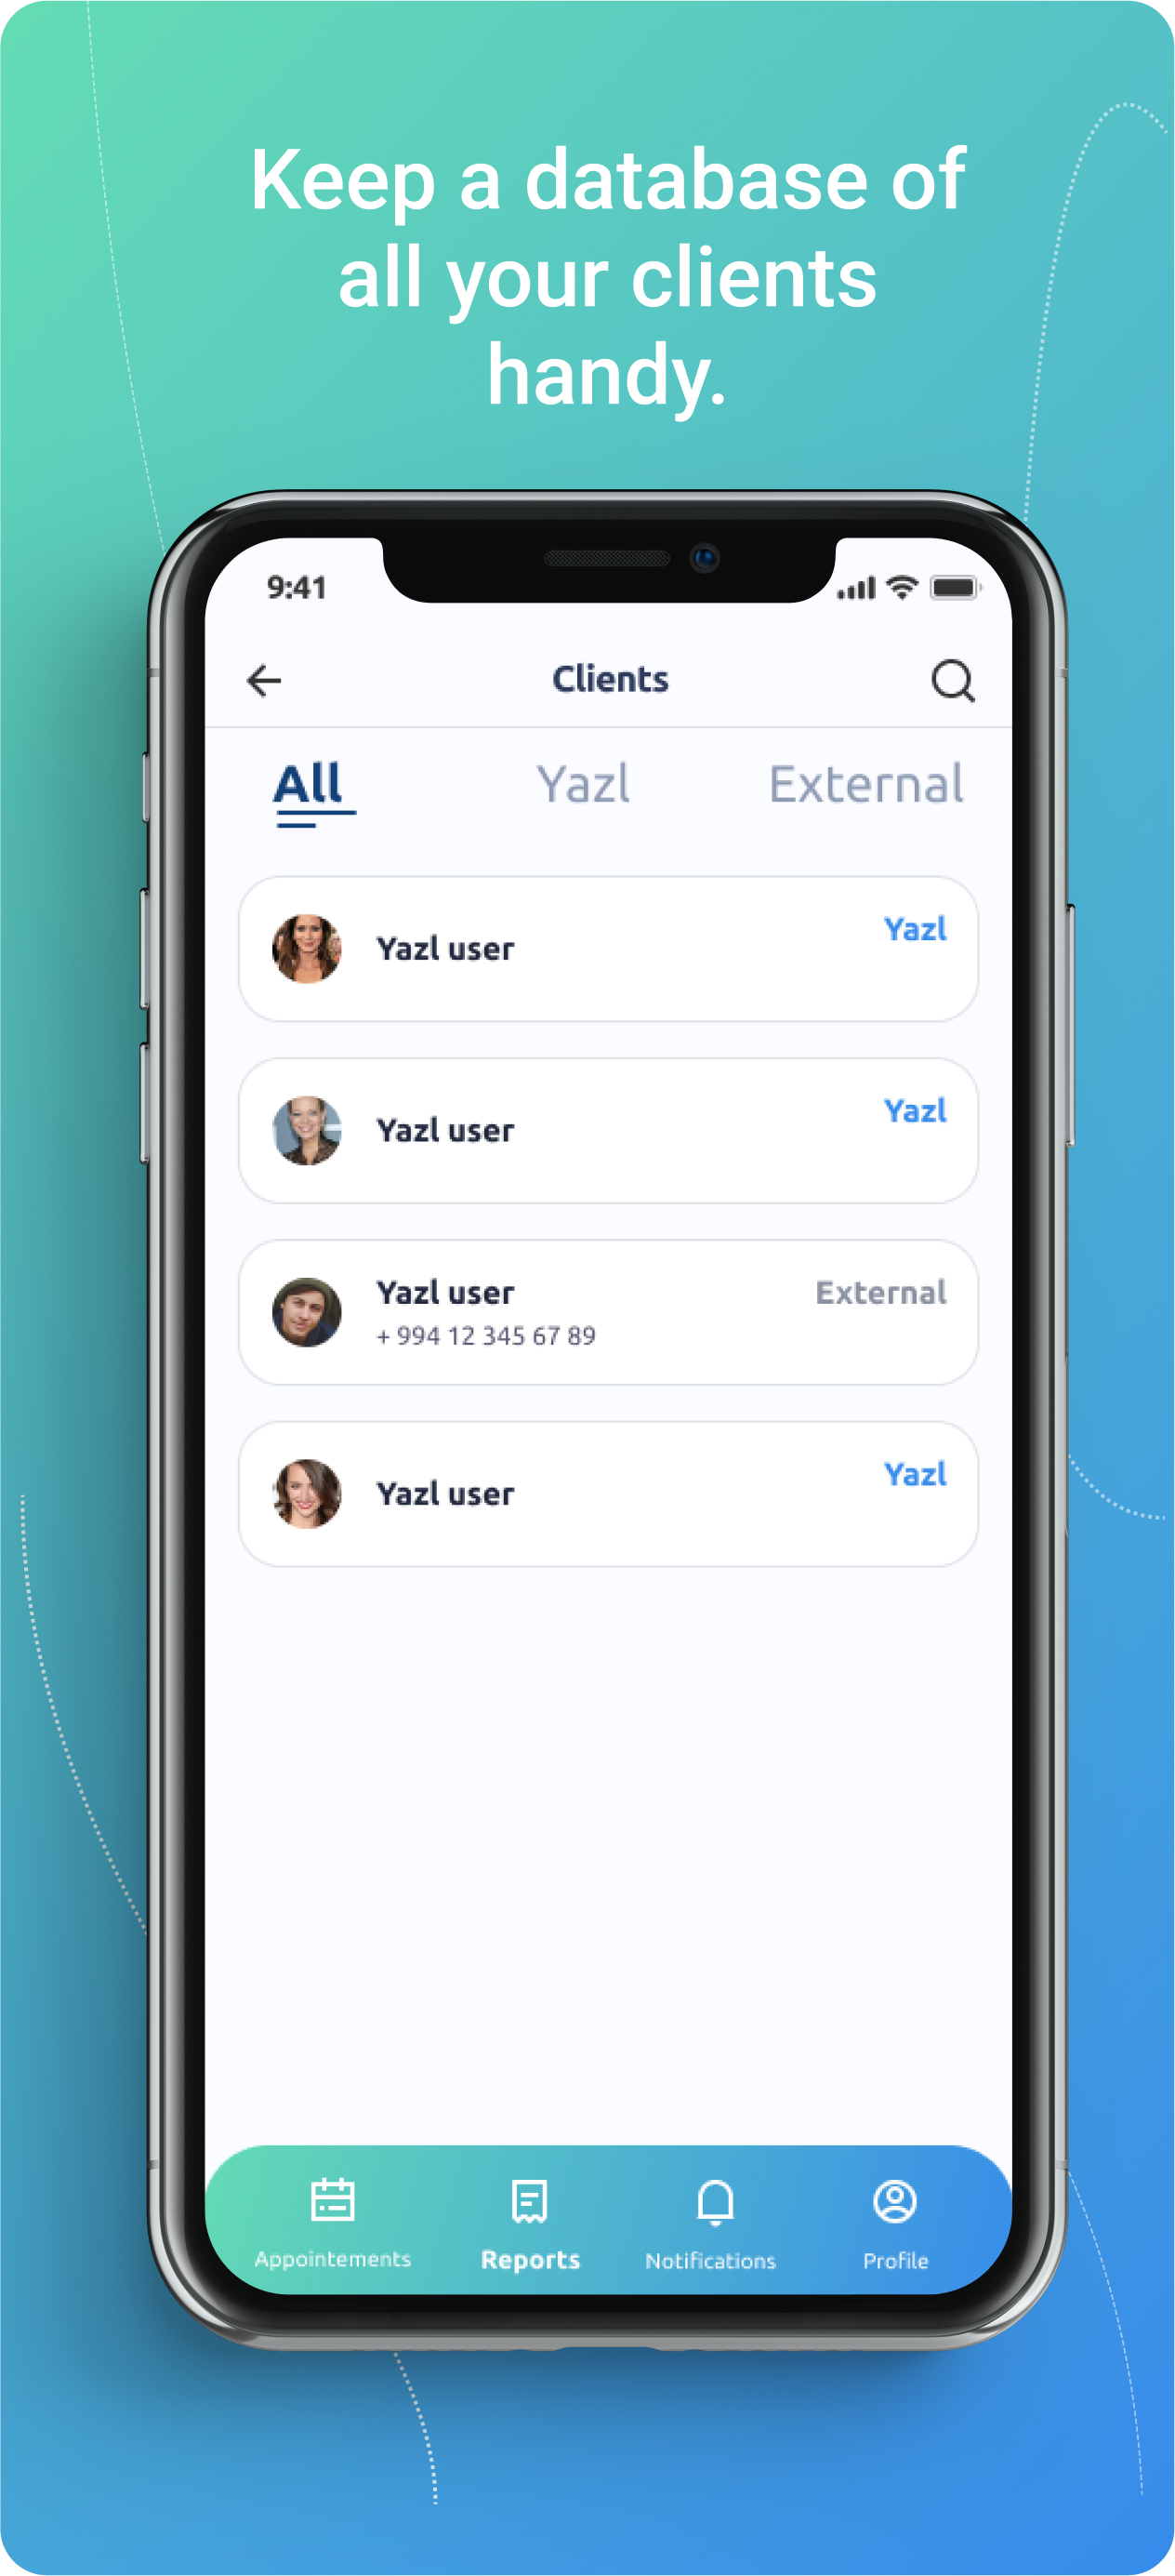 Keep a database of
all your clients
handy.
9:41
Clients
All Yazl External
Yazl user Yazl
Yazl user Yazl
Yazl user External
+ 994 12 345 67 89
Yazl user Yazl
Appointements Reports Notifications Profile